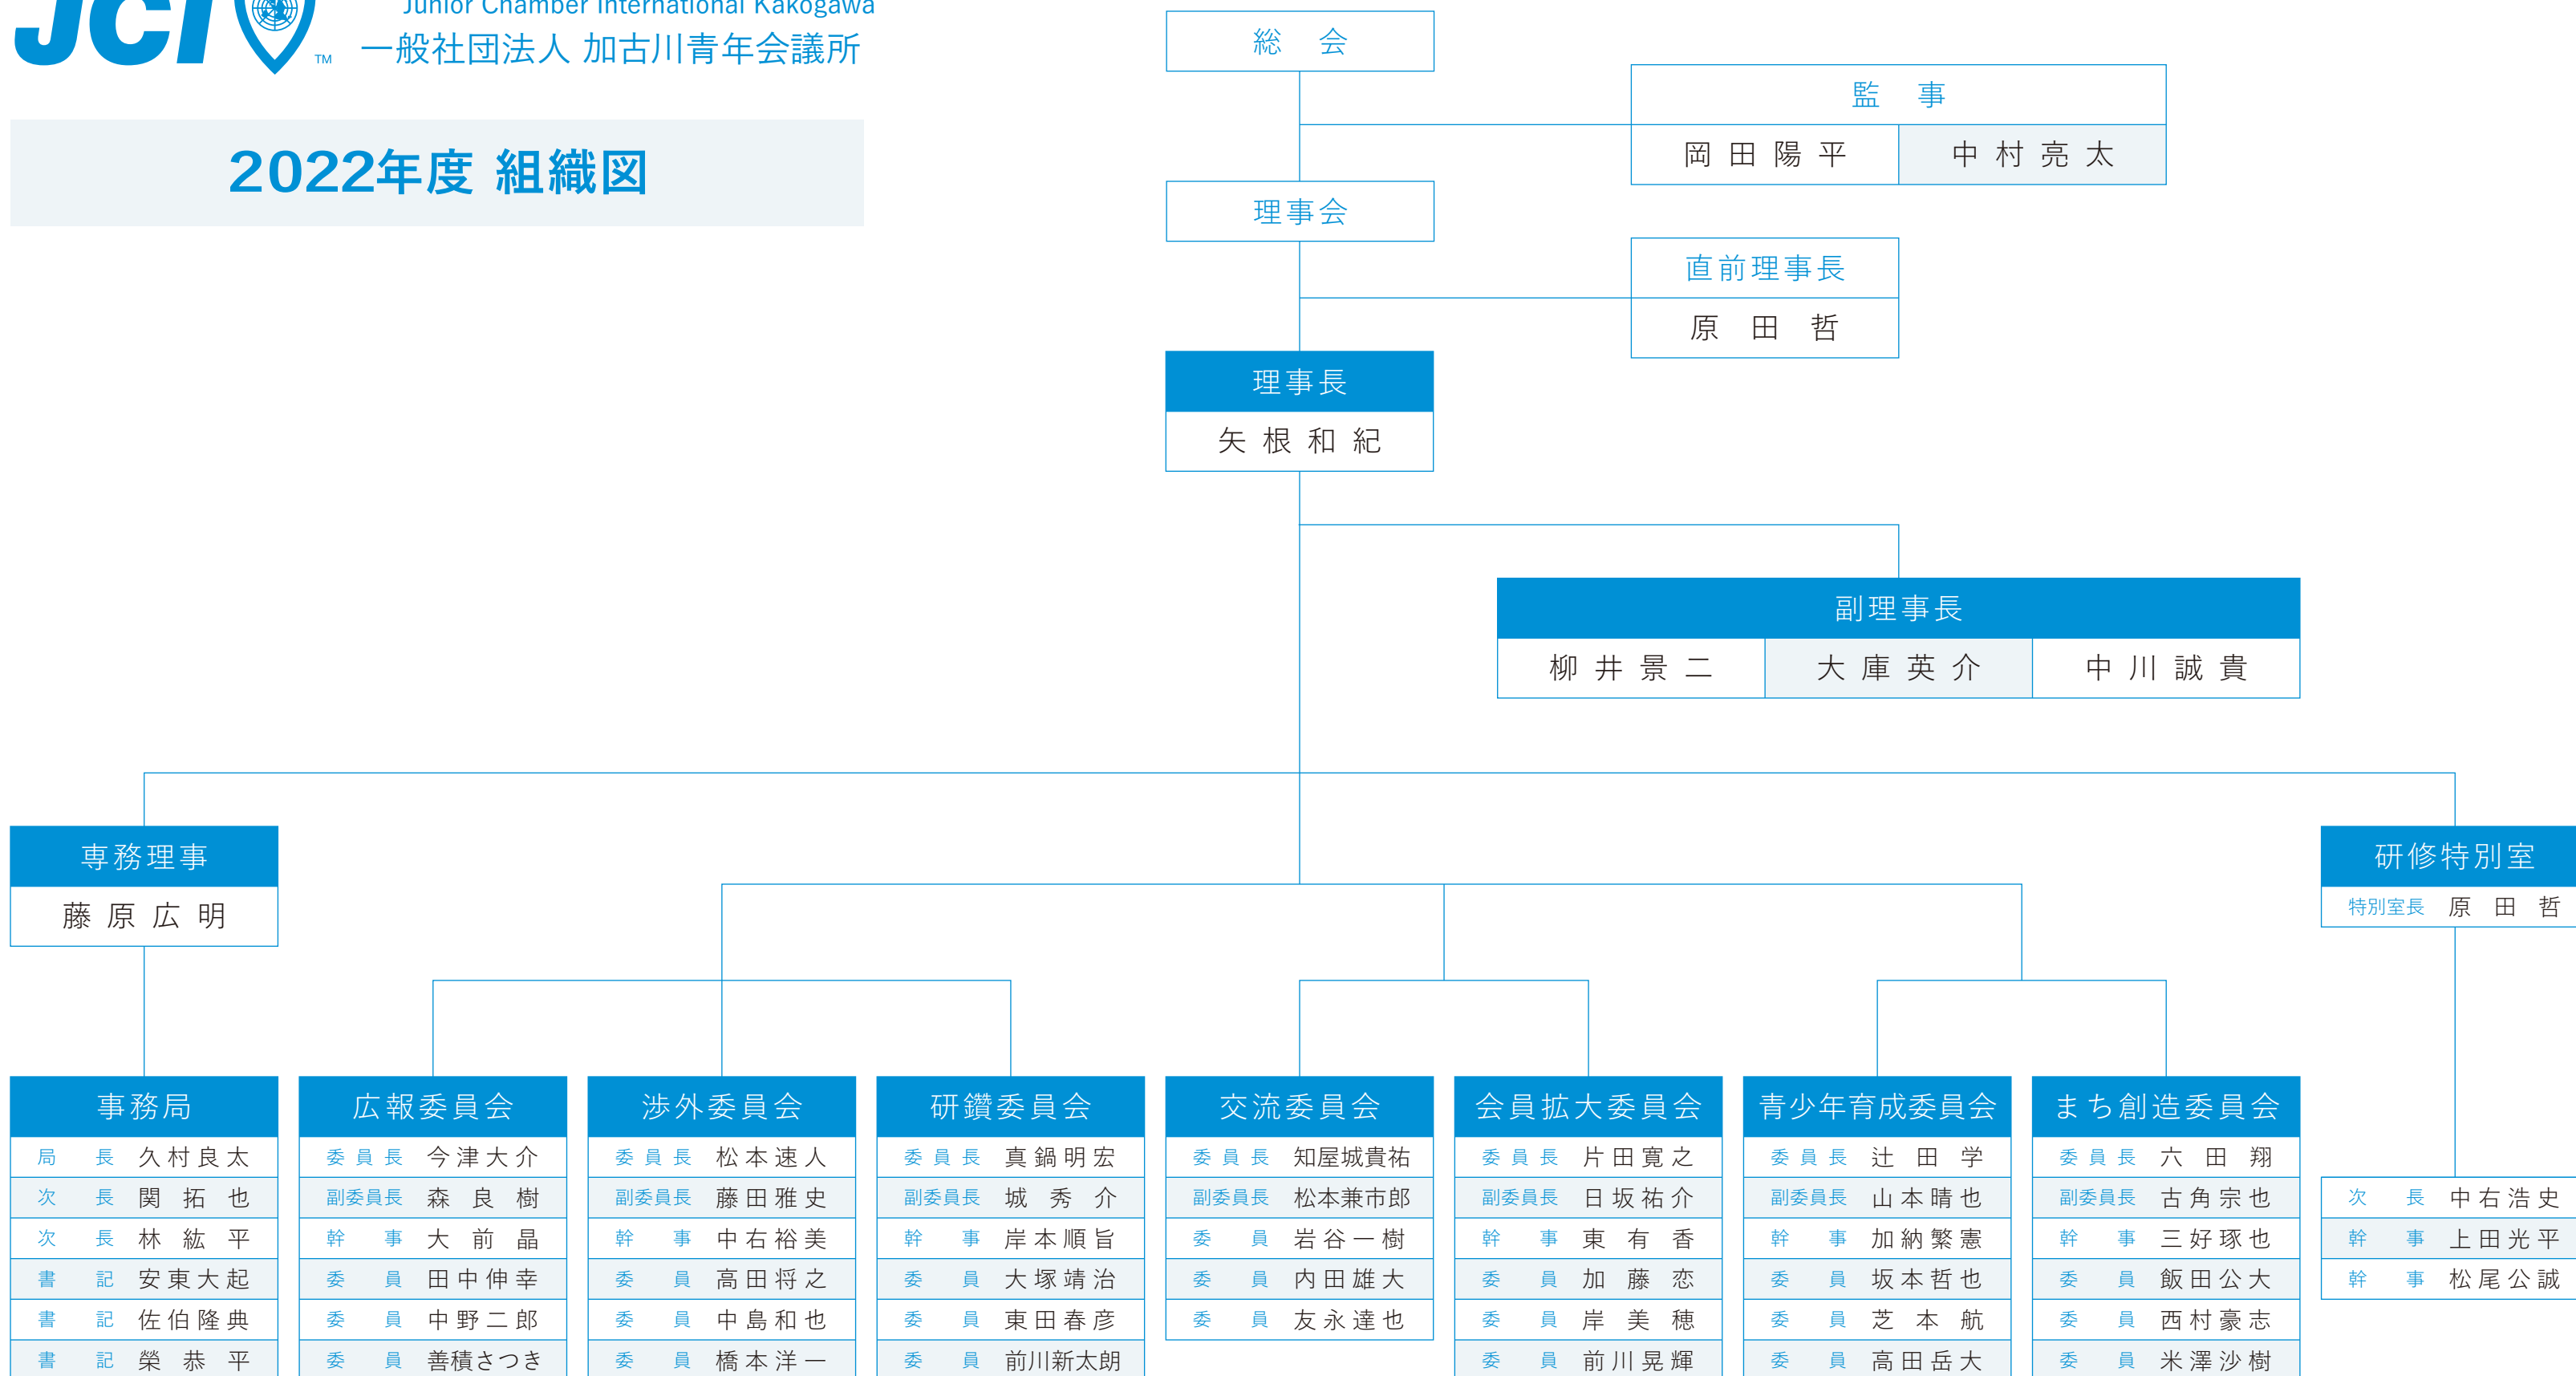 JCI
TM
Junior Chamber International Kakogawa
一般社団法人 加古川青年会議所
2022年度 組織図
総 会
監 事
岡田陽平 中村亮太
理事会
直前理事長
原田哲
理事長
矢根和紀
副理事長
柳井景二 大庫英介 中川誠貴
専務理事
藤原広明
研修特別室
特別室長 原田哲
次長 中右浩史
幹事 上田光平
幹事 松尾公誠
事務局
局長 久村良太
次長 関拓也
次長 林紘平
書記 安東大起
書記 佐伯隆典
書記 榮恭平
広報委員会
委員長 今津大介
副委員長 森良樹
幹事 大前晶
委員 田中伸幸
委員 中野二郎
委員 善積さつき
渉外委員会
委員長 松本速人
副委員長 藤田雅史
幹事 中右裕美
委員 高田将之
委員 中島和也
委員 橋本洋一
研鑽委員会
委員長 真鍋明宏
副委員長 城秀介
幹事 岸本順旨
委員 大塚靖治
委員 東田春彦
委員 前川新太朗
交流委員会
委員長 知屋城貴祐
副委員長 松本兼市郎
委員 岩谷一樹
委員 内田雄大
委員 友永達也
会員拡大委員会
委員長 片田寛之
副委員長 日坂祐介
幹事 東有香
委員 加藤恋
委員 岸美穂
委員 前川晃輝
青少年育成委員会
委員長 辻田学
副委員長 山本晴也
幹事 加納繁憲
委員 坂本哲也
委員 芝本航
委員 高田岳大
まち創造委員会
委員長 六田翔
副委員長 古角宗也
幹事 三好琢也
委員 飯田公大
委員 西村豪志
委員 米澤沙樹